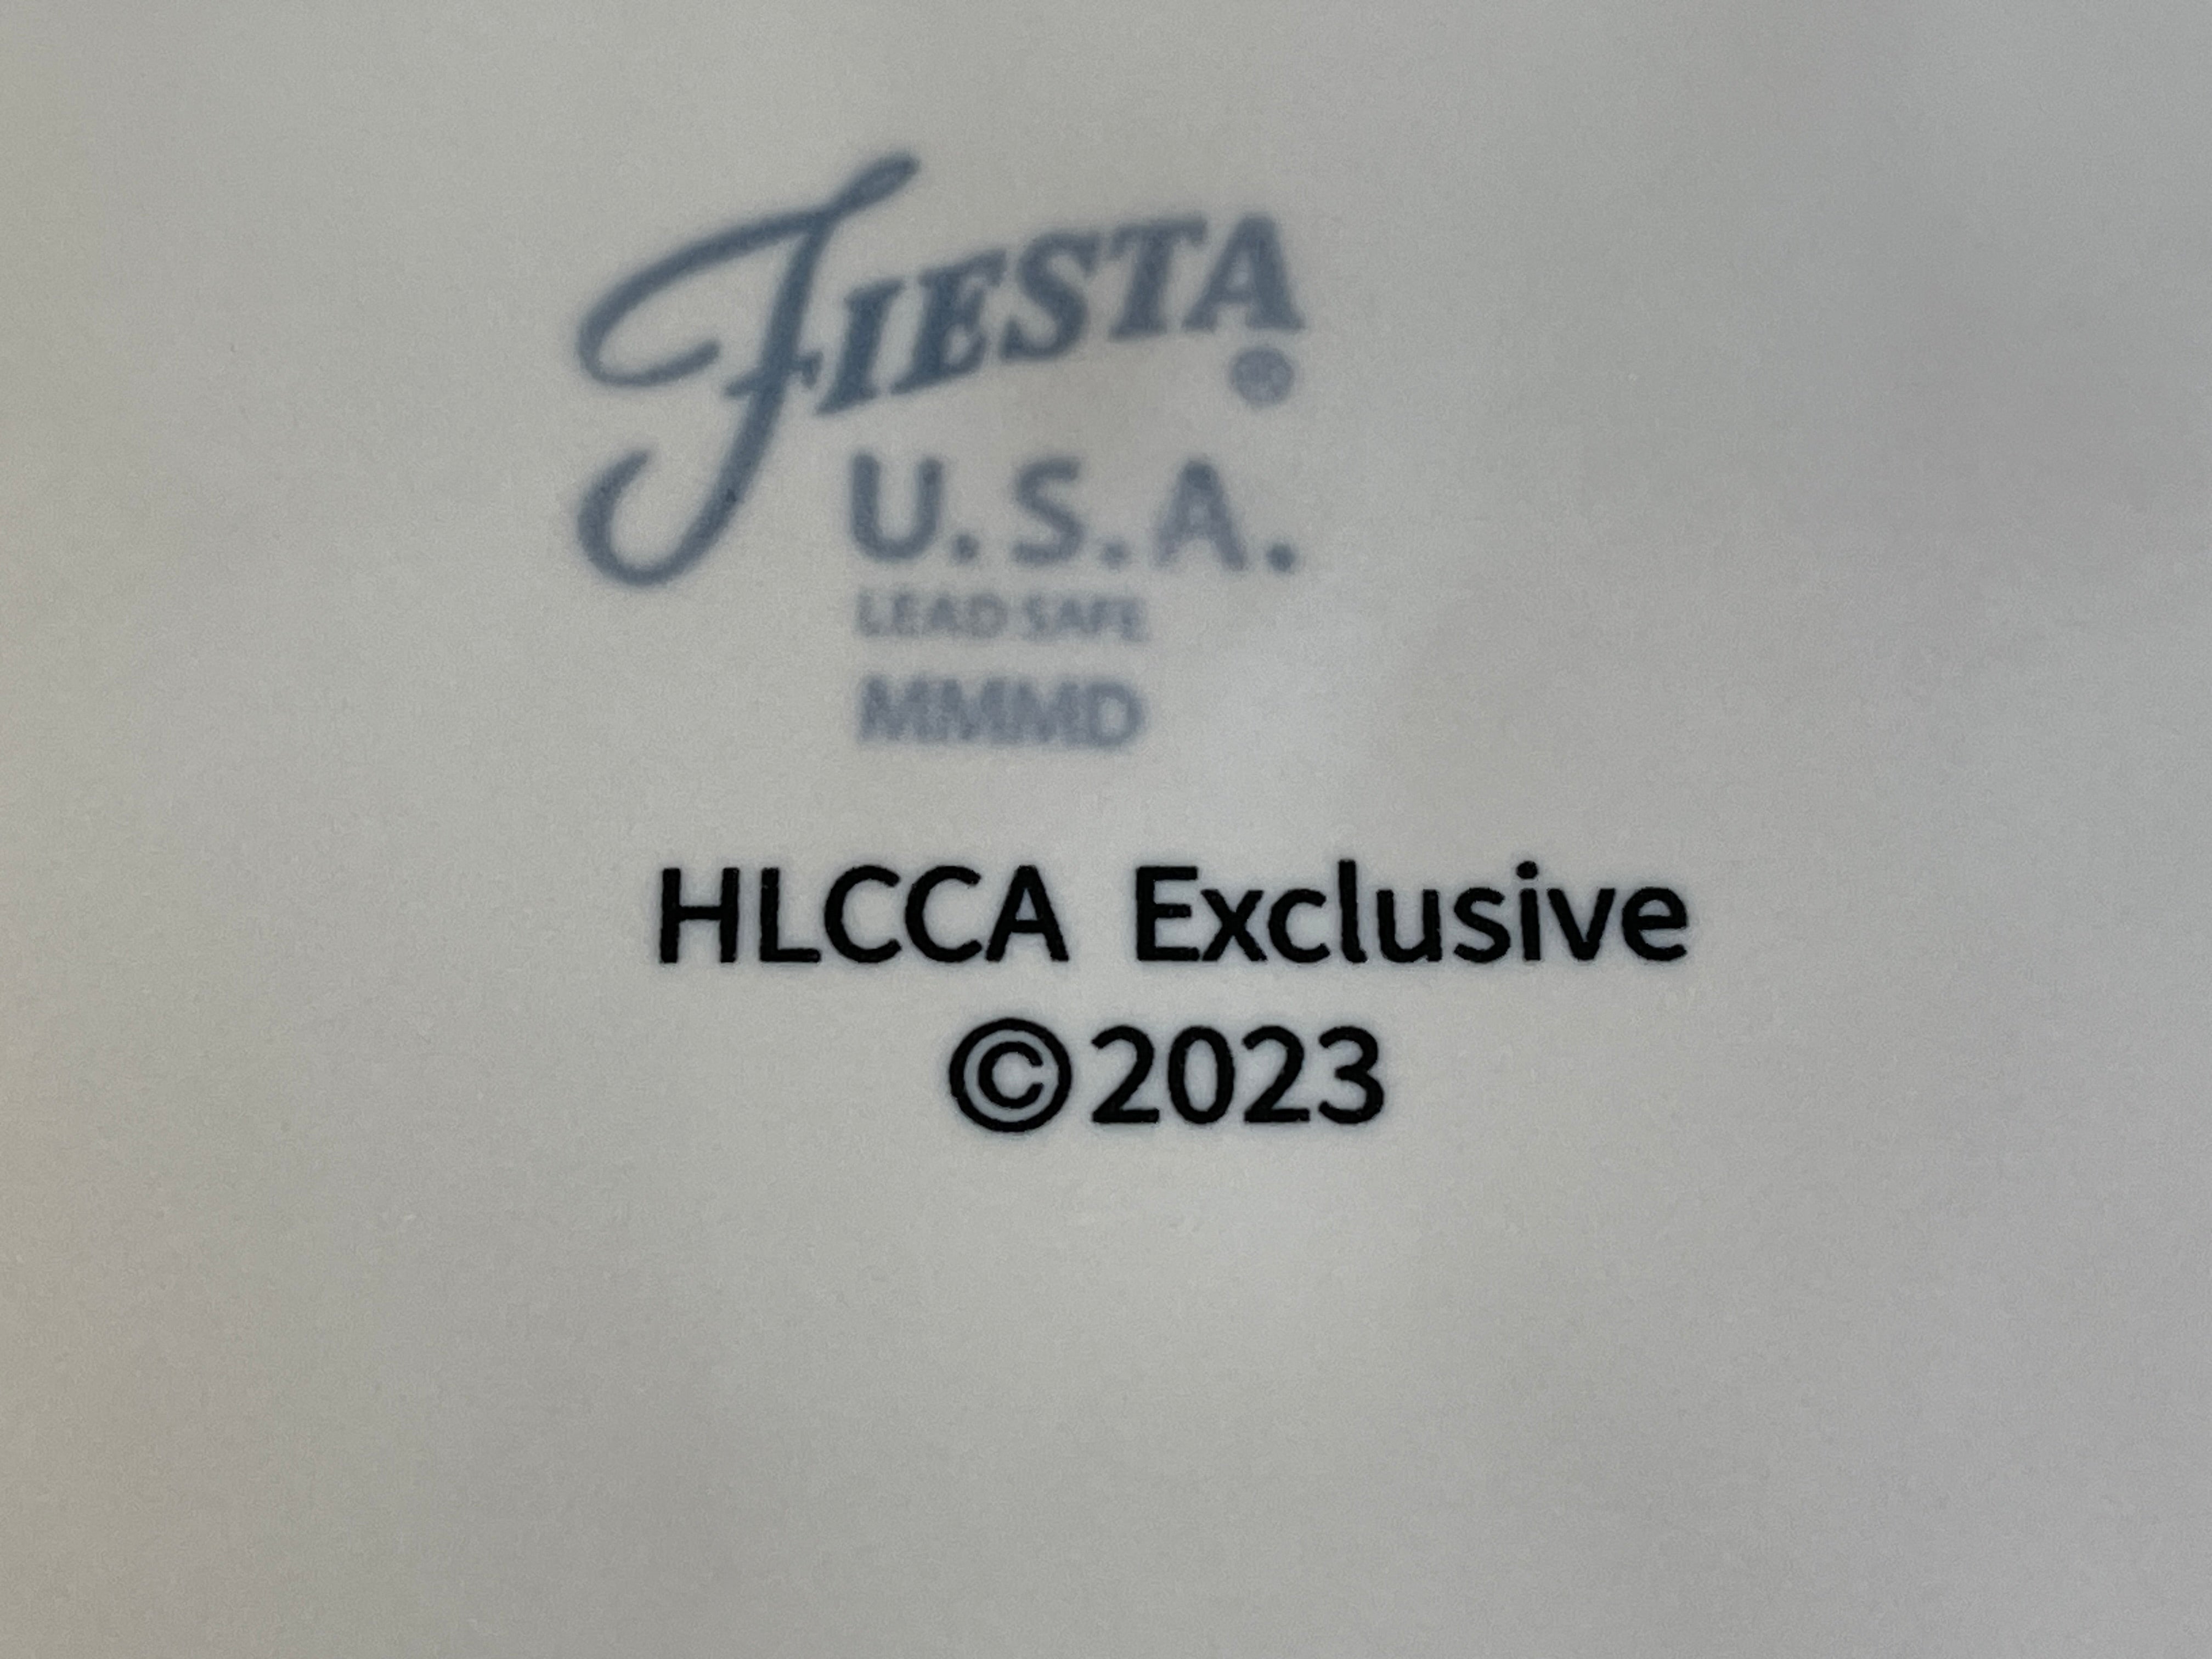 FIESTA
®
U.S.A.
LEAD SAFE
MMMD
HLCCA Exclusive
©2023